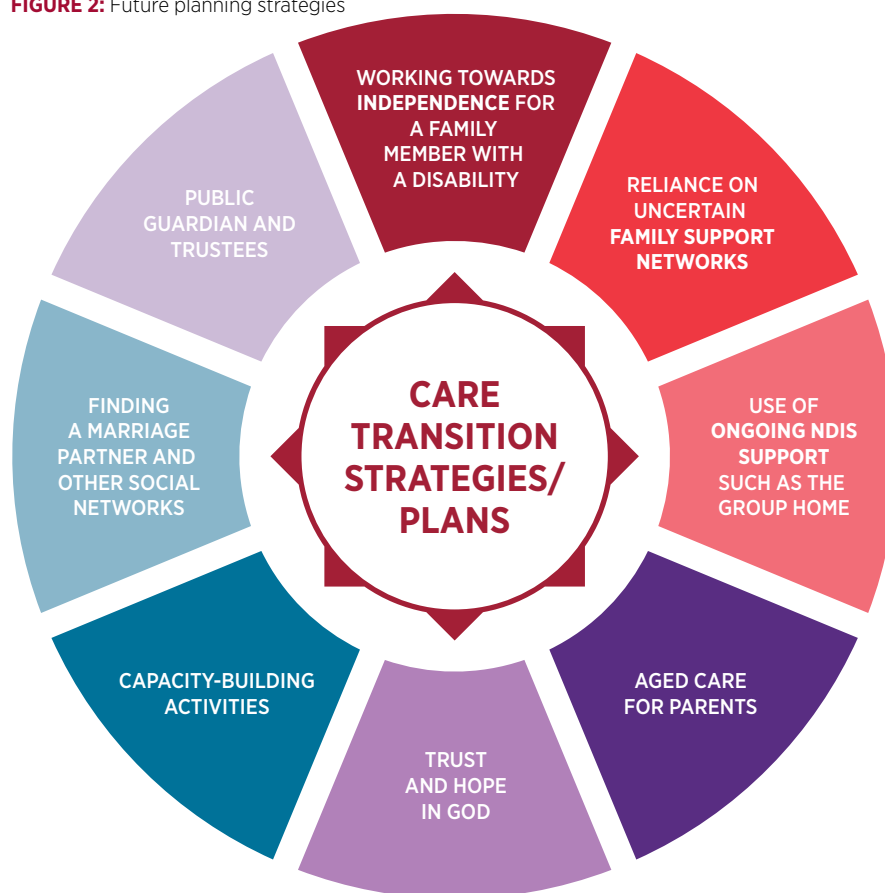 FIGURE 2: Future planning strategies
WORKING TOWARDS
INDEPENDENCE FOR
A FAMILY
MEMBER WITH
A DISABILITY
RELIANCE ON
UNCERTAIN
FAMILY SUPPORT
NETWORKS
USE OF
ONGOING NDIS
SUPPORT
SUCH AS THE
GROUP HOME
AGED CARE
FOR PARENTS
TRUST
AND HOPE
IN GOD
CAPACITY-BUILDING
ACTIVITIES
FINDING
A MARRIAGE
PARTNER AND
OTHER SOCIAL
NETWORKS
PUBLIC
GUARDIAN AND
TRUSTEES
CARE
TRANSITION
STRATEGIES/
PLANS